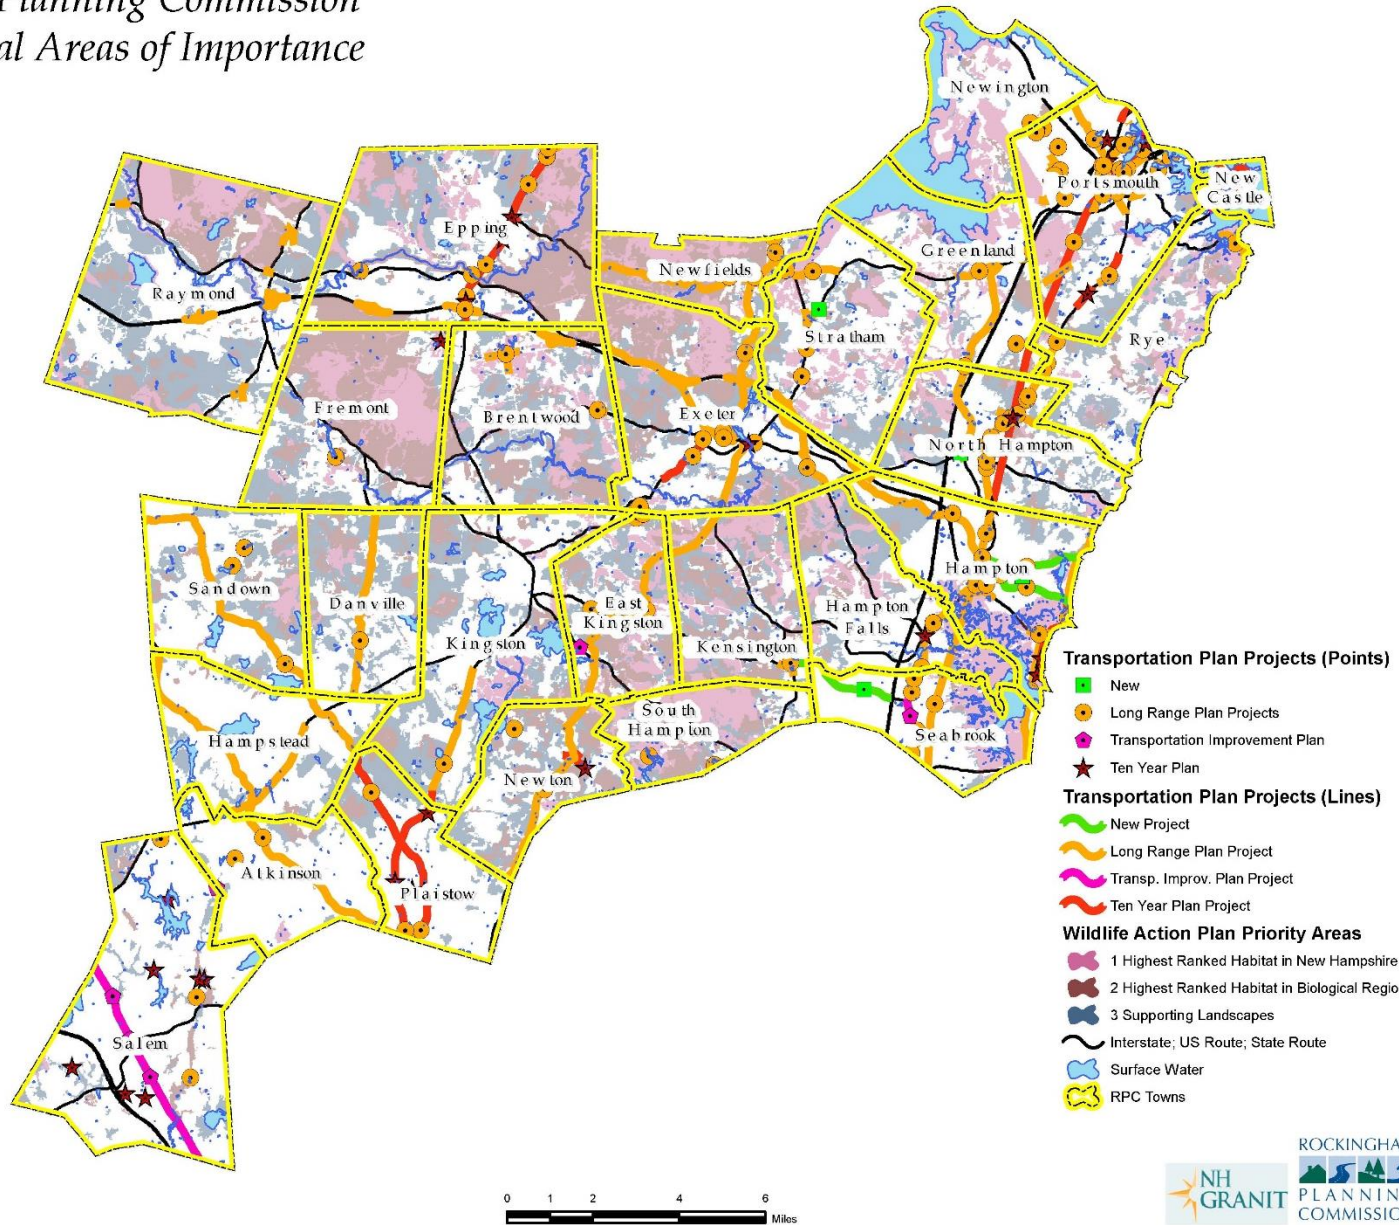 Planning Commission
al Areas of Importance
Newington
Portsmouth
New
Castle
Epping
Greenland
Newfields
Raymond
Stratham
Rye
Fremont
Brentwood
Exeter
North Hampton
Hampton
Sandown
Danville
East
Kingston
Hampton
Falls
Kingston
Kensington
South
Hampton
Hampstead
Seabrook
Newton
Atkinson
Plaistow
Salem
Transportation Plan Projects (Points)
New
Long Range Plan Projects
Transportation Improvement Plan
Ten Year Plan
Transportation Plan Projects (Lines)
New Project
Long Range Plan Project
Transp. Improv. Plan Project
Ten Year Plan Project
Wildlife Action Plan Priority Areas
1 Highest Ranked Habitat in New Hampshire
2 Highest Ranked Habitat in Biological Regio
3 Supporting Landscapes
Interstate; US Route; State Route
Surface Water
RPC Towns
0 1 2 4 6
Miles
NH
GRANIT
ROCKINGHA
PLANNIN
COMMISSIO